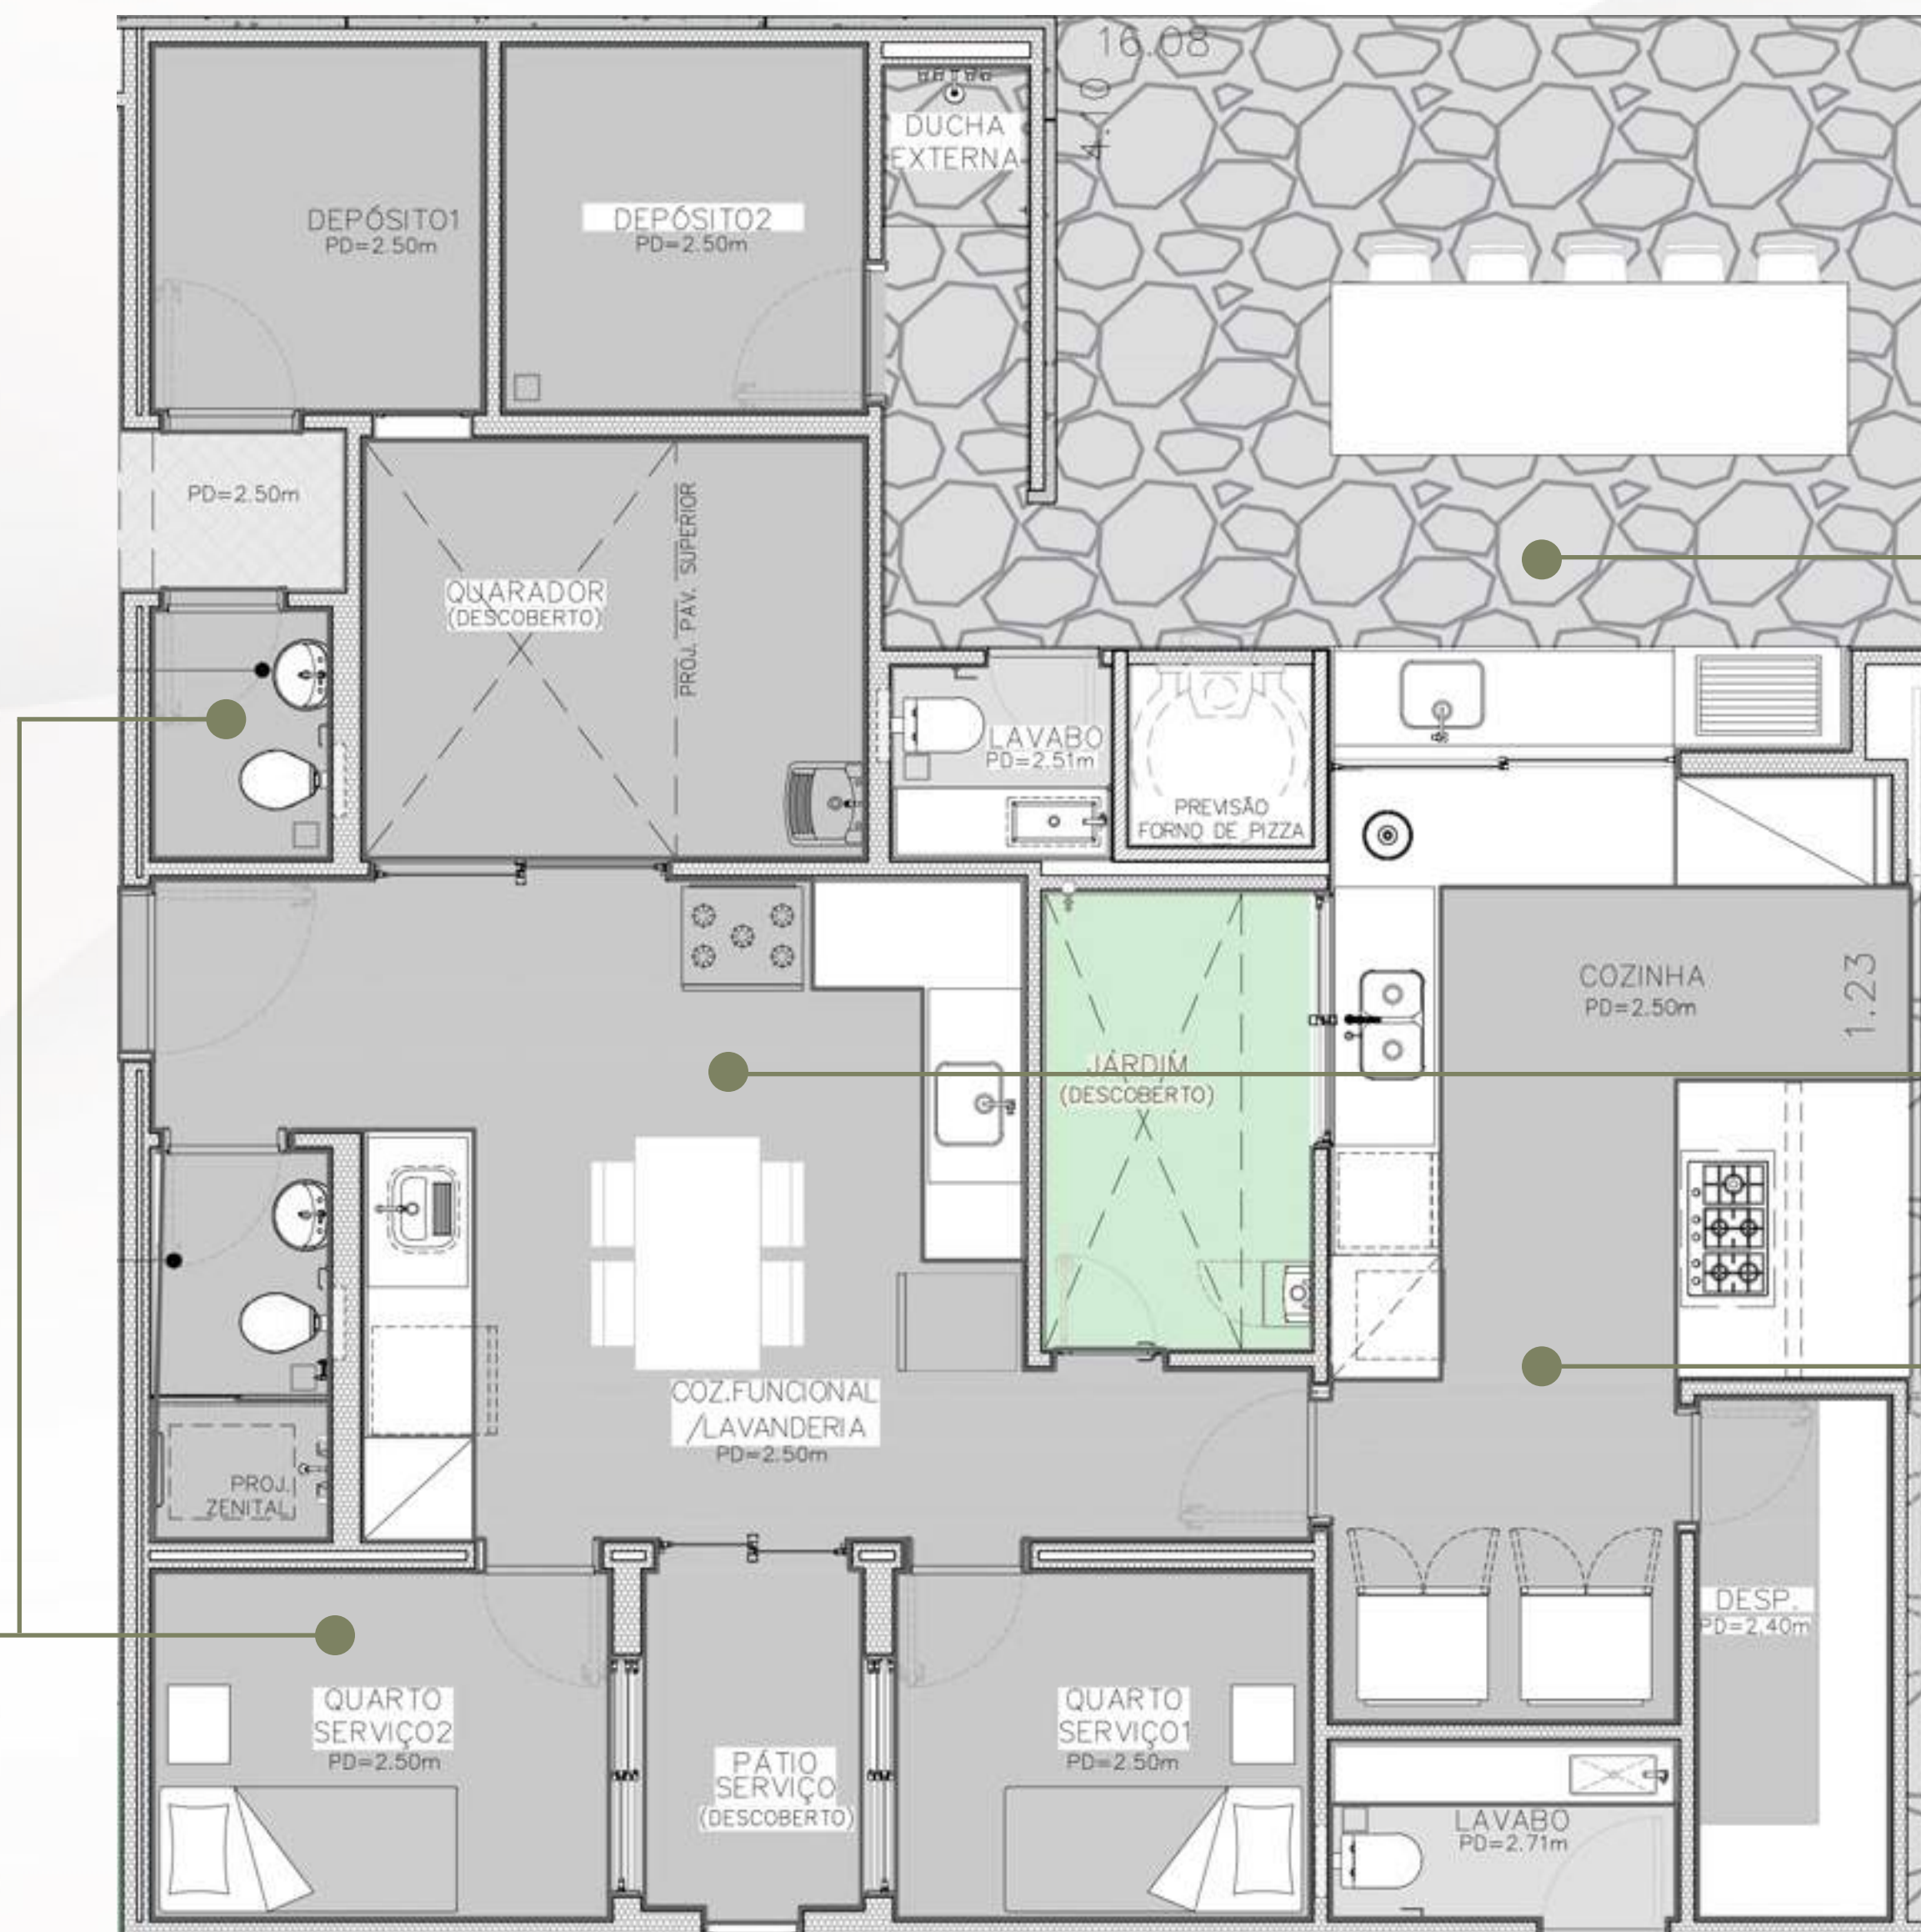 16.08
4.10
DUCHA
EXTERNA
DEPÓSITO1
PD=2.50m
DEPÓSITO2
PD=2.50m
PD=2.50m
QUARADOR
(DESCOBERTO)
PROJ. PAV. SUPERIOR
LAVABO
PD=2.51m
PREVISÃO
FORNO DE PIZZA
COZINHA
PD=2.50m
1.23
JARDIM
(DESCOBERTO)
COZ.FUNCIONAL
/LAVANDERIA
PD=2.50m
PROJ.
ZENITAL
QUARTO
SERVIÇO2
PD=2.50m
PÁTIO
SERVIÇO
(DESCOBERTO)
QUARTO
SERVIÇO1
PD=2.50m
DESP.
PD=2.40m
LAVABO
PD=2.71m